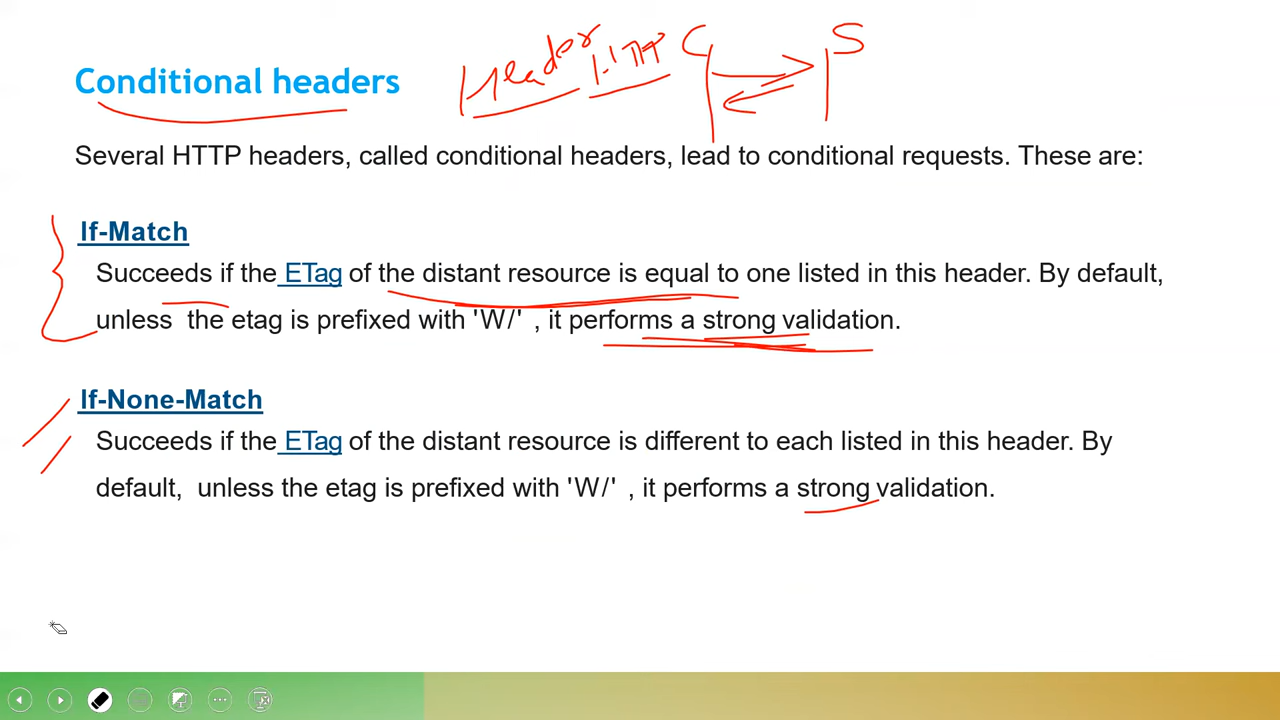 Header HTTP C S
Conditional headers
Several HTTP headers, called conditional headers, lead to conditional requests. These are:
If-Match
Succeeds if the ETag of the distant resource is equal to one listed in this header. By default,
unless the etag is prefixed with 'W/' , it performs a strong validation.
If-None-Match
Succeeds if the ETag of the distant resource is different to each listed in this header. By
default, unless the etag is prefixed with 'W/' , it performs a strong validation.